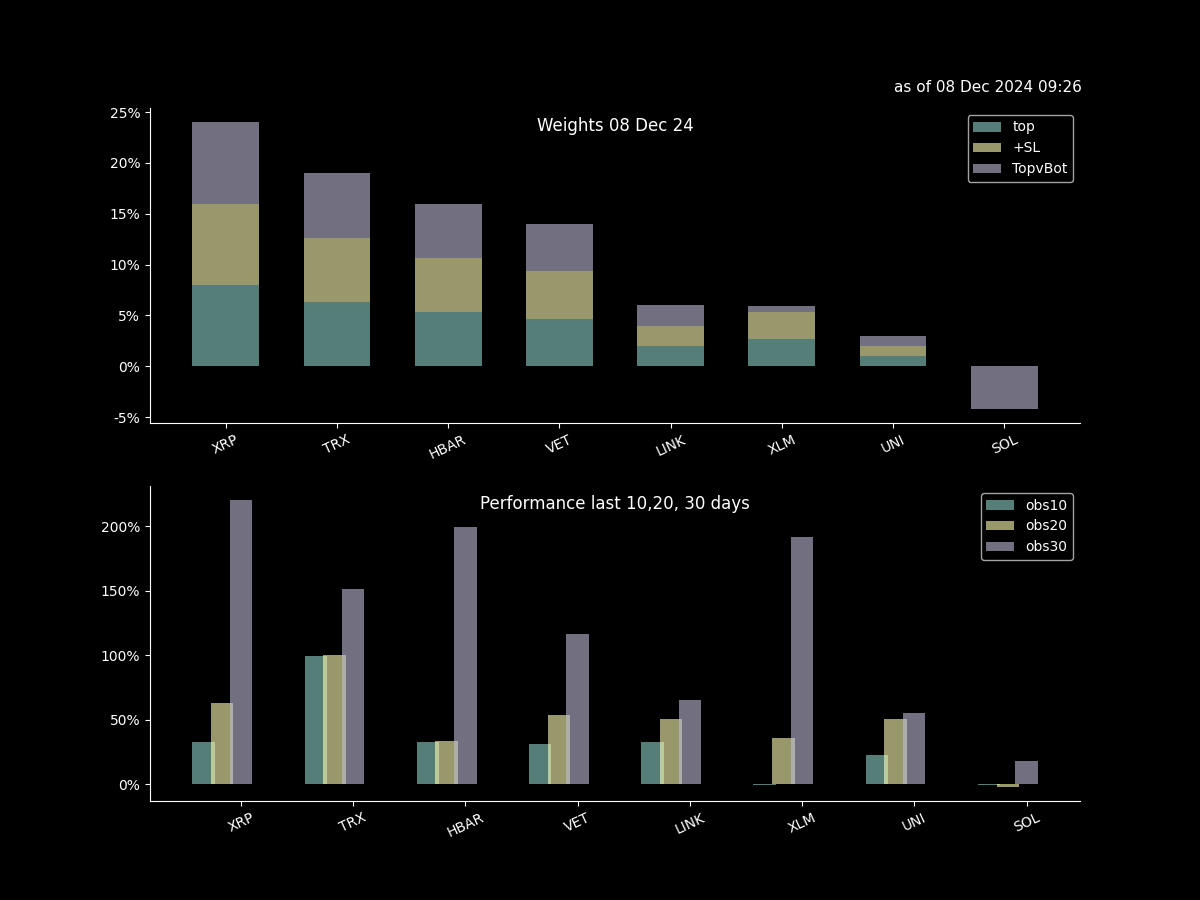 as of 08 Dec 2024 09:26
Weights 08 Dec 24
25%
20%
15%
10%
5%
0%
-5%
top
+SL
TopvBot
XRP TRX HBAR VET LINK XLM UNI SOL
Performance last 10,20, 30 days
200%
150%
100%
50%
0%
obs10
obs20
obs30
XRP TRX HBAR VET LINK XLM UNI SOL